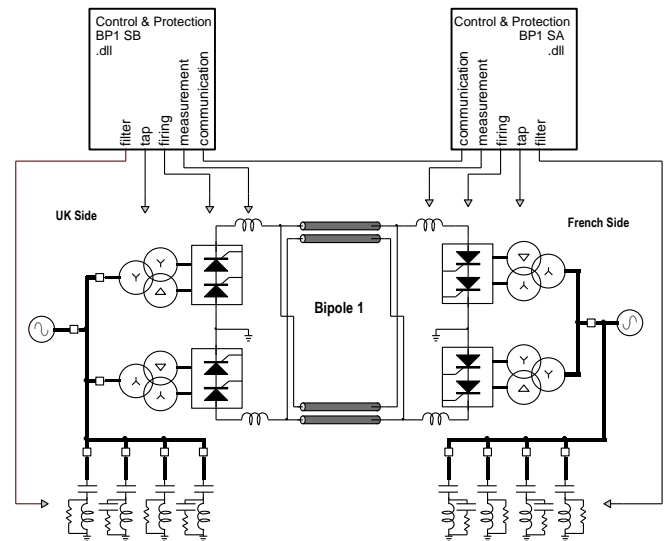 Control & Protection
BP1 SB
.dll
filter
tap
firing
measurement
communication
Control & Protection
BP1 SA
.dll
communication
measurement
firing
tap
filter
UK Side
French Side
Bipole 1